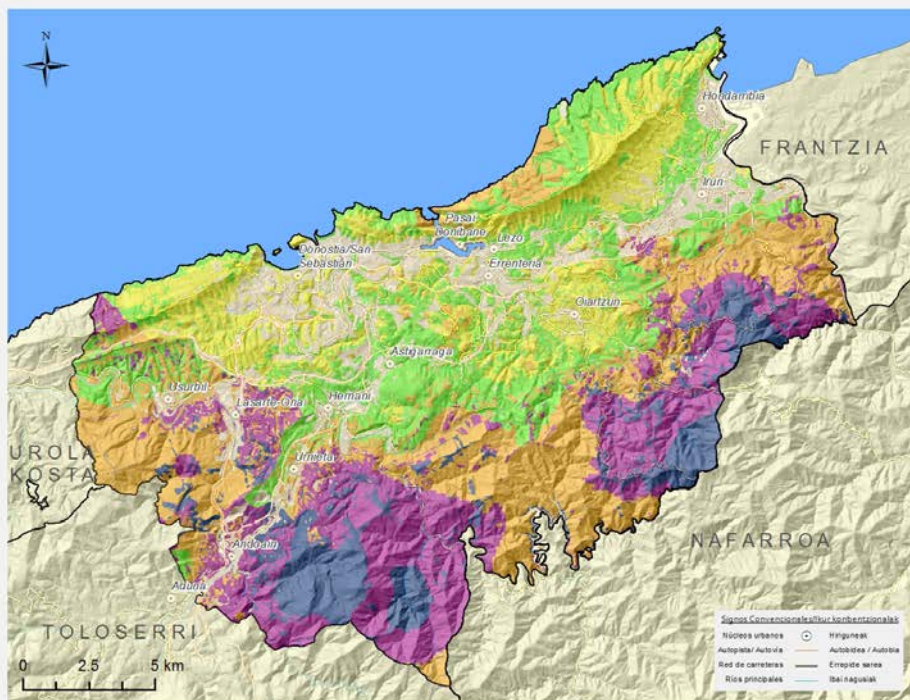 N
Hondarribia
FRANTZIA
Irun
Pasai
Donibane
Lezo
Donostia/San
Sebastián
Errenteria
Oiartzun
Astigarraga
Usurbil
Lasarte-Oria
Hernani
UROLA
KOSTA
Urnieta
NAFARROA
Andoain
Aduna
TOLOSERRI
0 2.5 5 km
Signos Convencionales/Ikur konbentzionalak
Núcleos urbanos Hiriguneak
Autopista/ Autovía Autobidea / Autobia
Red de carreteras Errepide sarea
Ríos principales Ibai nagusiak